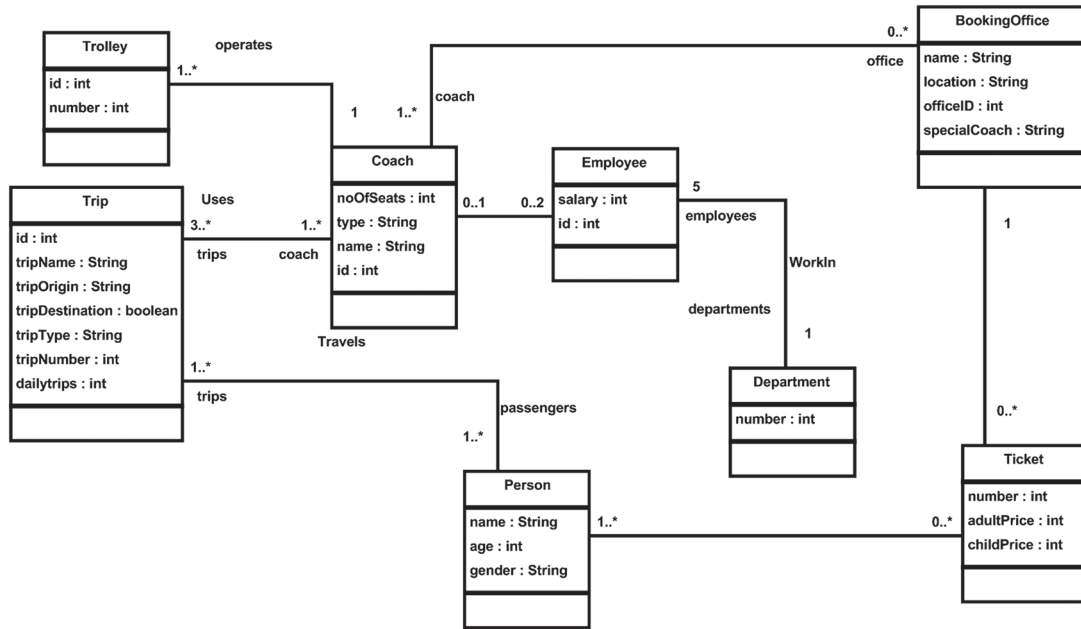 Trolley
id : int
number : int
operates
1..*
1
BookingOffice
name : String
location : String
officeID : int
specialCoach : String
0..*
office
coach
1..*
Coach
noOfSeats : int
type : String
name : String
id : int
Employee
salary : int
id : int
0..1
0..2
5
employees
WorkIn
departments
1
Department
number : int
Trip
id : int
tripName : String
tripOrigin : String
tripDestination : boolean
tripType : String
tripNumber : int
dailytrips : int
Uses
3..*
1..*
trips
coach
Travels
1..*
trips
passengers
1..*
Person
name : String
age : int
gender : String
1..*
0..*
1
0..*
Ticket
number : int
adultPrice : int
childPrice : int